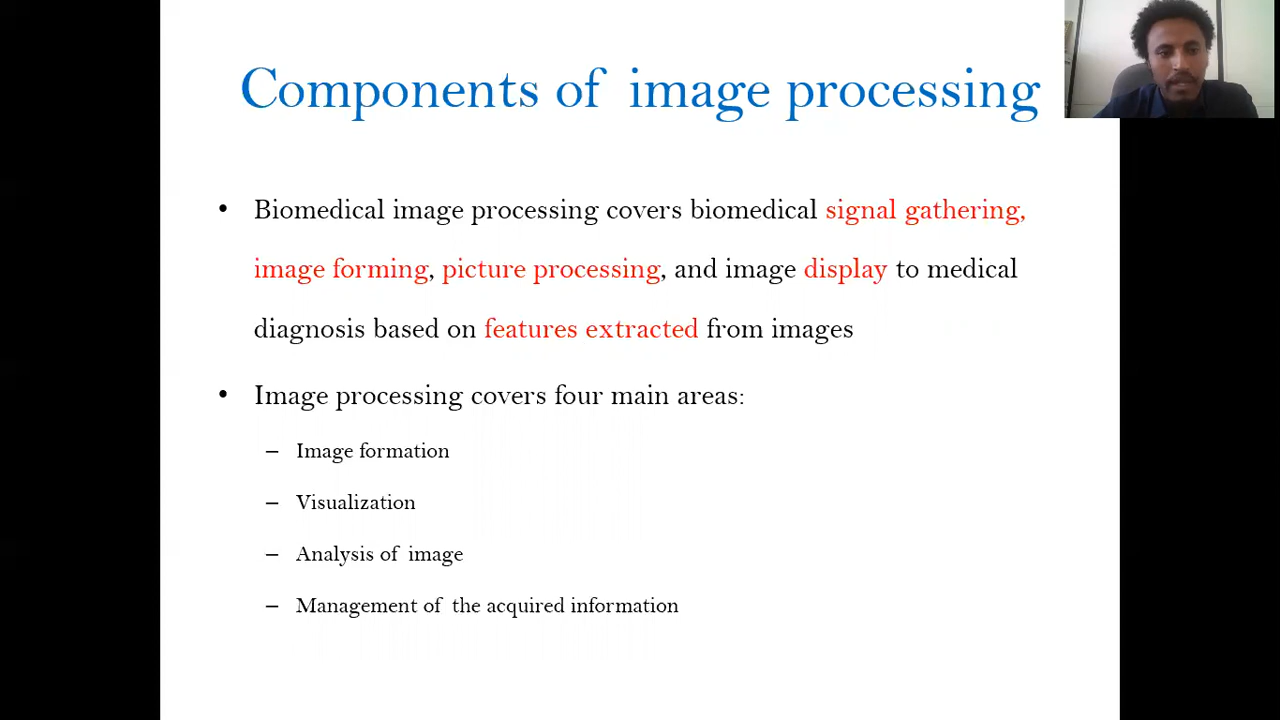 Components of image processing
• Biomedical image processing covers biomedical signal gathering,
image forming, picture processing, and image display to medical
diagnosis based on features extracted from images
• Image processing covers four main areas:
– Image formation
– Visualization
– Analysis of image
– Management of the acquired information